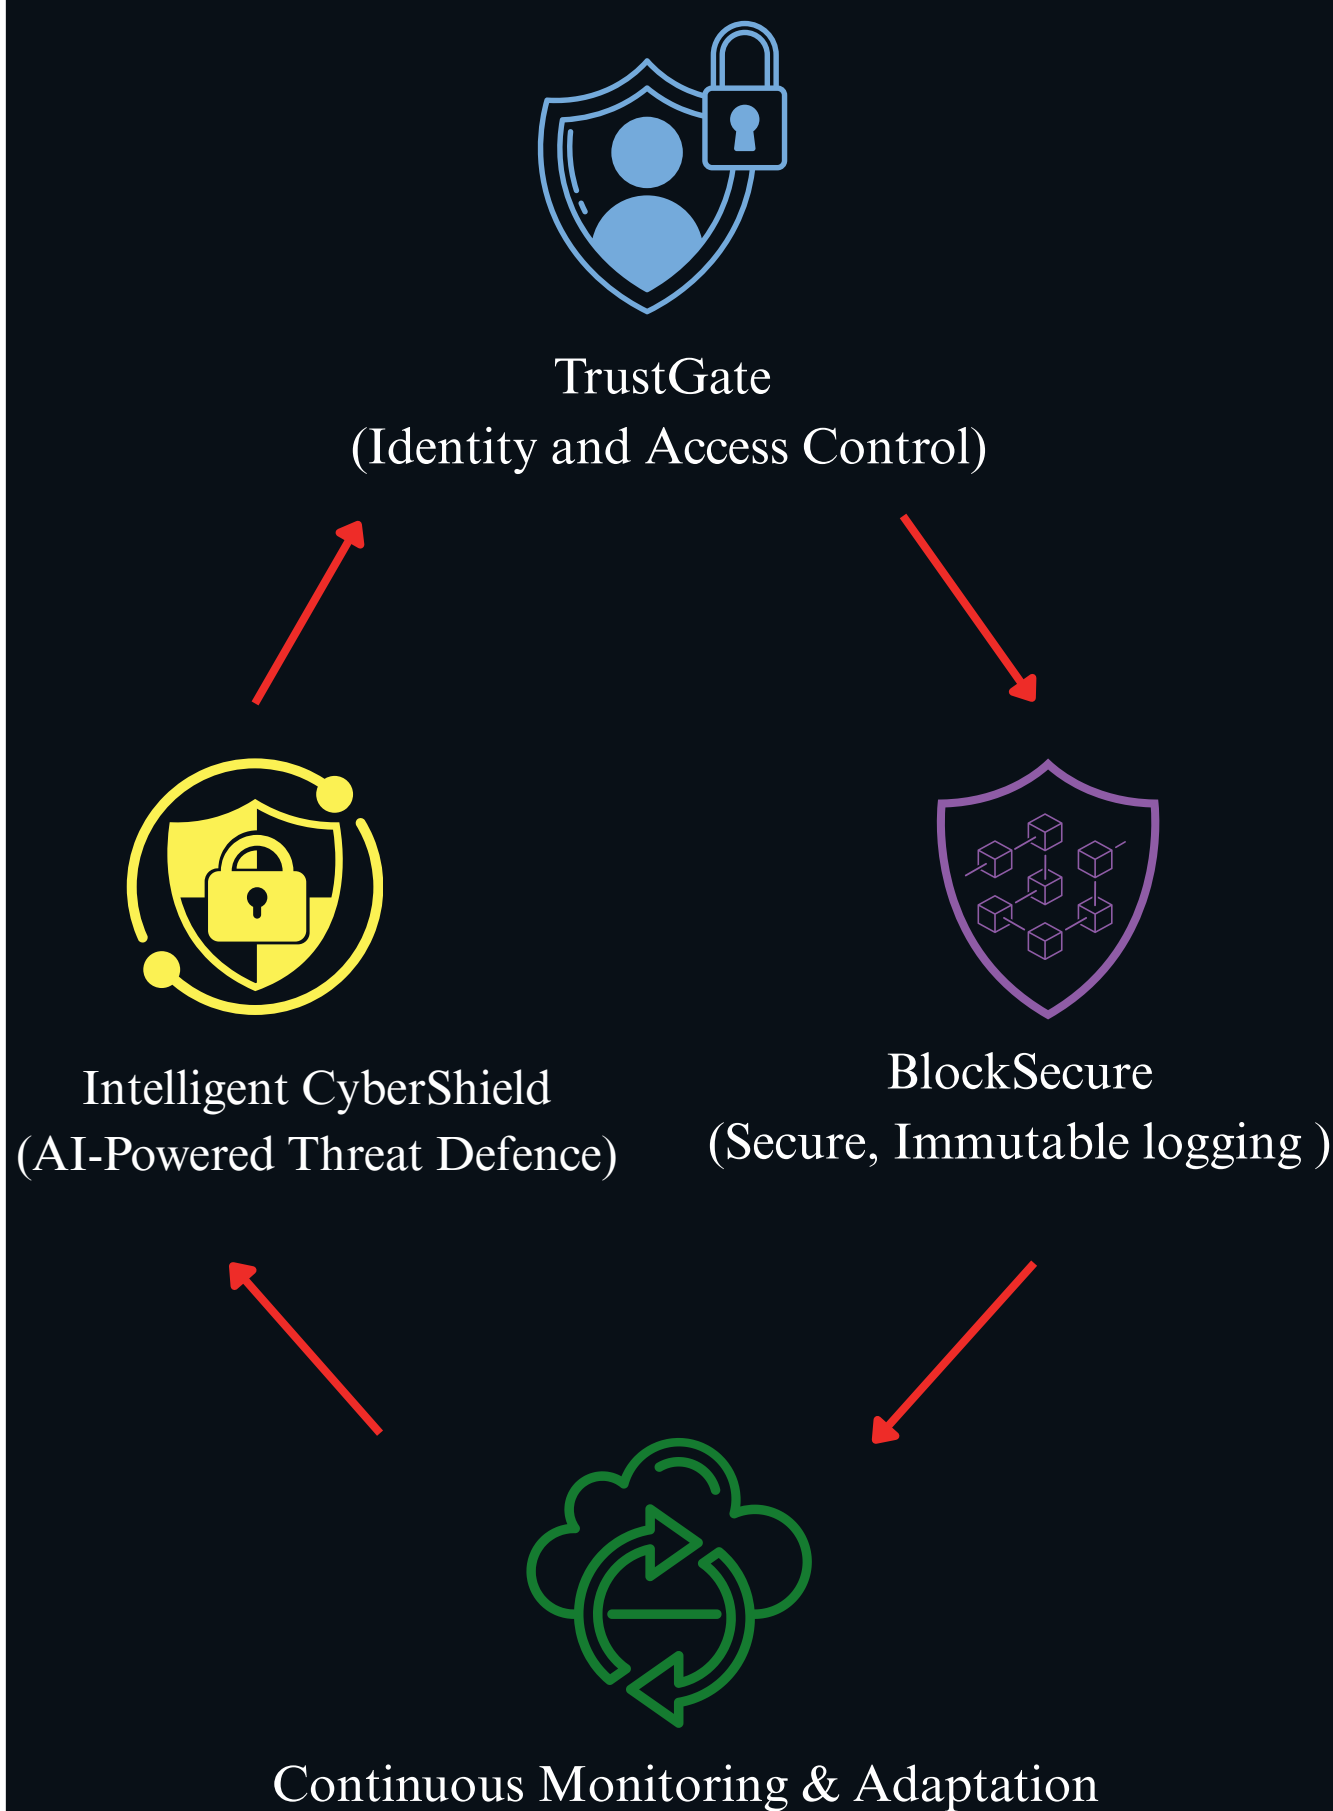 TrustGate
(Identity and Access Control)
Intelligent CyberShield
(AI-Powered Threat Defence)
BlockSecure
(Secure, Immutable logging )
Continuous Monitoring & Adaptation